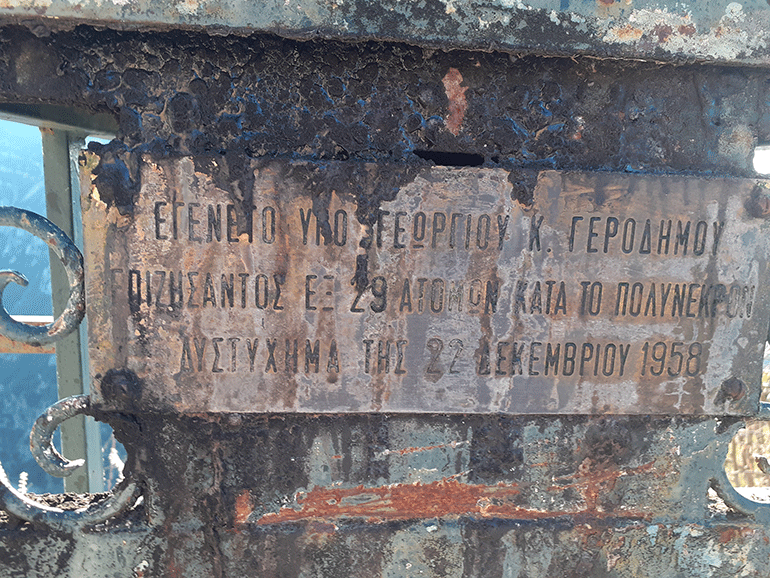 ΕΓΕΝΕΤΟ ΥΠΟ ΓΕΩΡΓΙΟΥ Χ. ΓΕΡΟΔΗΜΟΥ
ΕΠΙΖΗΣΑΝΤΟΣ ΕΞ 29 ΑΤΟΜΩΝ ΚΑΤΑ ΤΟ ΠΟΛΥΝΕΚΡΟΝ
ΔΥΣΤΥΧΗΜΑ ΤΗΣ 22 ΔΕΚΕΜΒΡΙΟΥ 1958